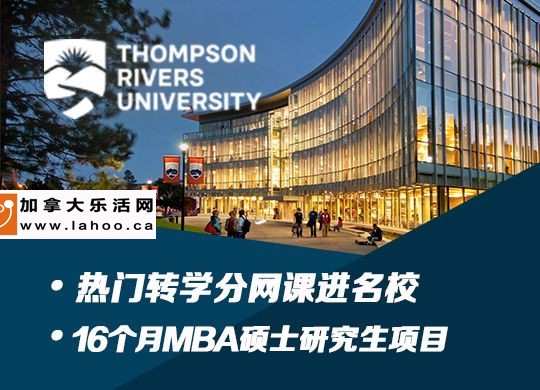 THOMPSON
RIVERS
UNIVERSITY
加拿大乐活网
www.lahoo.ca
• 热门转学分网课进名校
• 16个月MBA硕士研究生项目